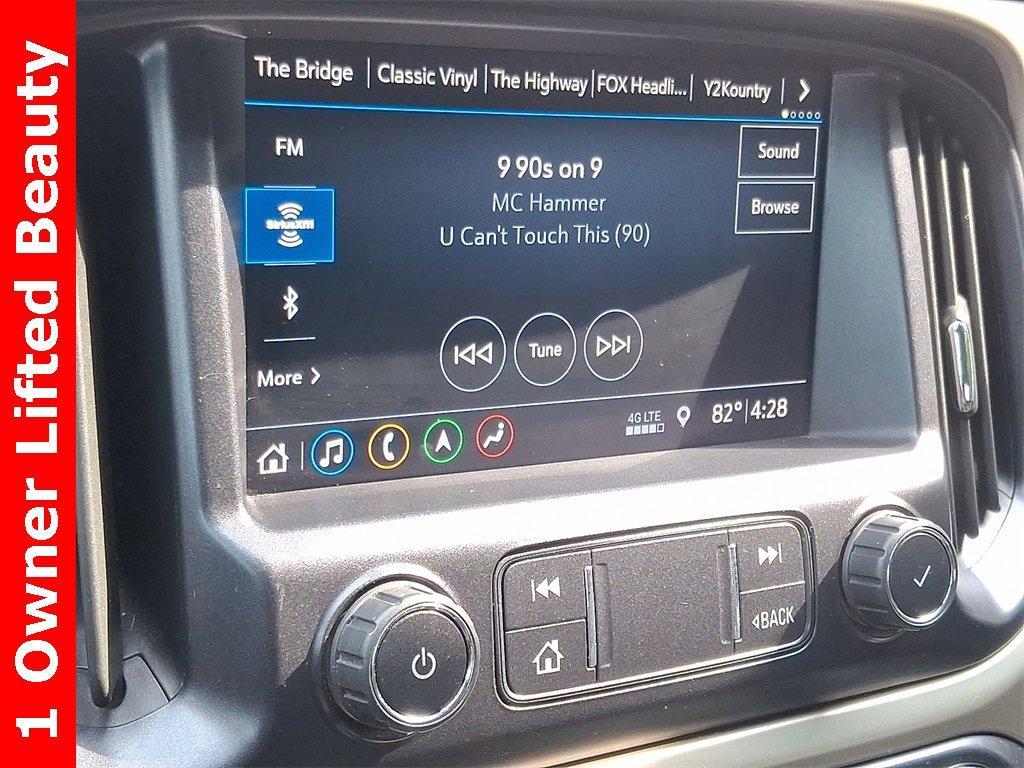 1 Owner Lifted Beauty
The Bridge | Classic Vinyl | The Highway | FOX Headli... | Y2Kountry
FM
9 90s on 9
Sound
SiriusXM
MC Hammer
Browse
U Can't Touch This (90)
Tune
More
4G LTE
82° | 4:28
BACK